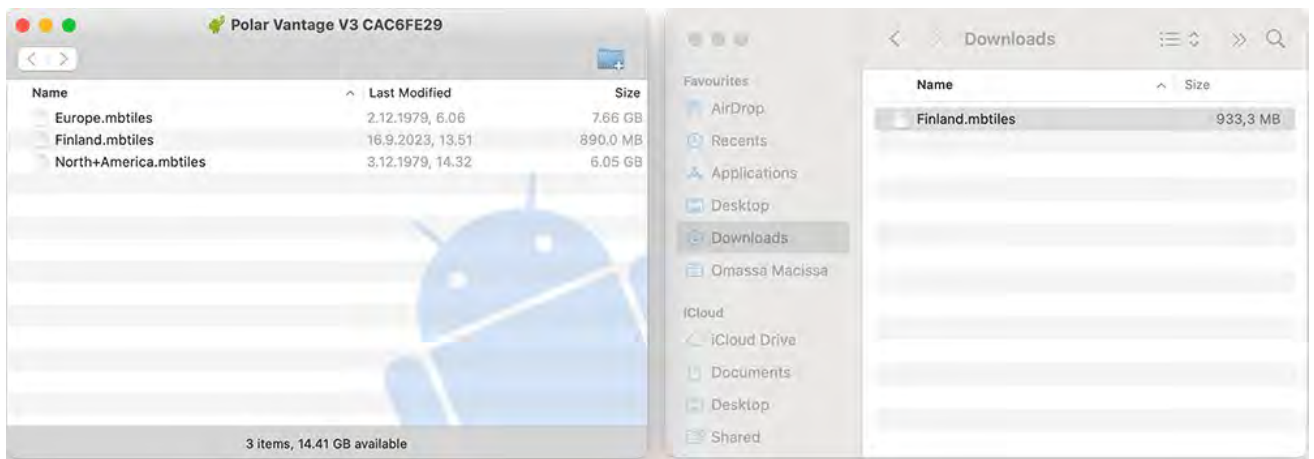 Polar Vantage V3 CAC6FE29
Name Last Modified Size
Europe.mbtiles 2.12.1979, 6.06 7.66 GB
Finland.mbtiles 16.9.2023, 13.51 890.0 MB
North+America.mbtiles 3.12.1979, 14.32 6.05 GB
3 items, 14.41 GB available
Downloads
Favourites
AirDrop
Recents
Applications
Desktop
Downloads
Omassa Macissa
iCloud
iCloud Drive
Documents
Desktop
Shared
Name Size
Finland.mbtiles 933,3 MB